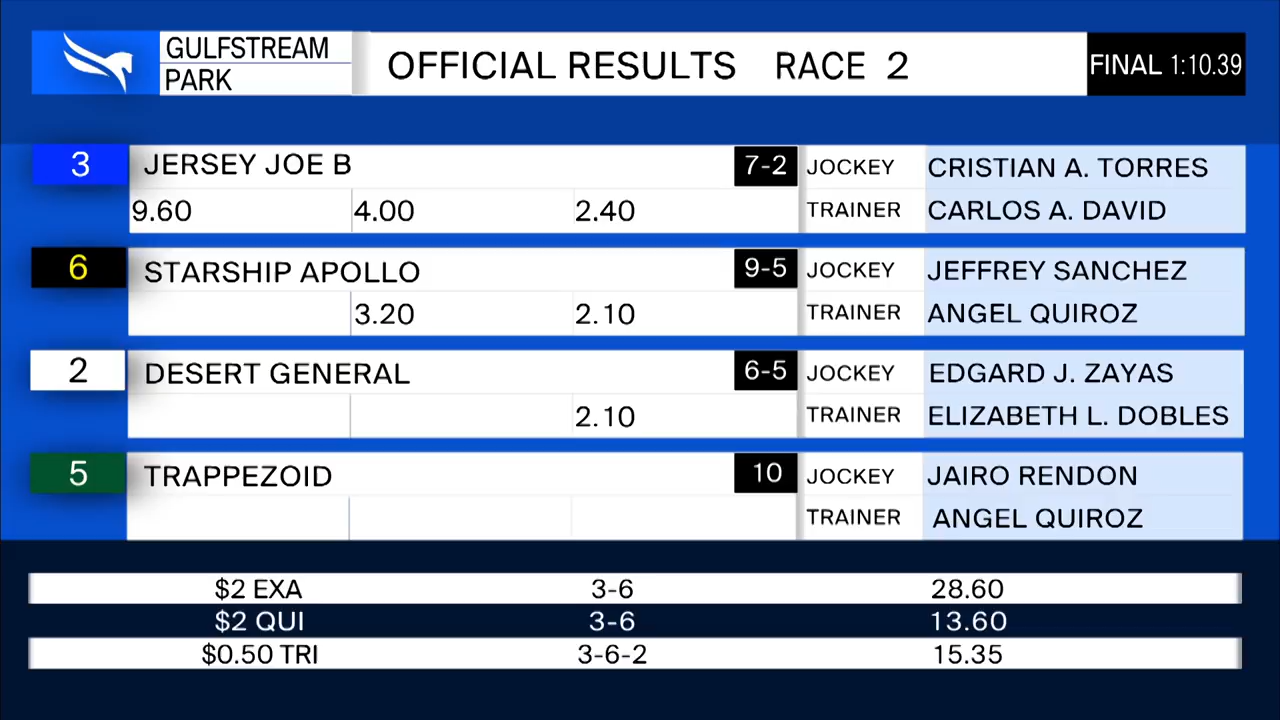 GULFSTREAM
PARK
OFFICIAL RESULTS RACE 2
FINAL 1:10.39
3 JERSEY JOE B 7-2 JOCKEY CRISTIAN A. TORRES
9.60 4.00 2.40 TRAINER CARLOS A. DAVID
6 STARSHIP APOLLO 9-5 JOCKEY JEFFREY SANCHEZ
3.20 2.10 TRAINER ANGEL QUIROZ
2 DESERT GENERAL 6-5 JOCKEY EDGARD J. ZAYAS
2.10 TRAINER ELIZABETH L. DOBLES
5 TRAPPEZOID 10 JOCKEY JAIRO RENDON
TRAINER ANGEL QUIROZ
$2 EXA 3-6 28.60
$2 QUI 3-6 13.60
$0.50 TRI 3-6-2 15.35